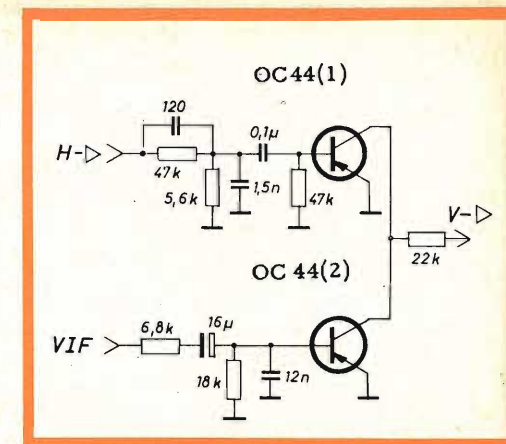 OC44(1)
120
H-▷
47k
5,6k
1,5n
0,1µ
47k
V-▷
22k
OC 44(2)
VIF
6,8k
16µ
18k
12n